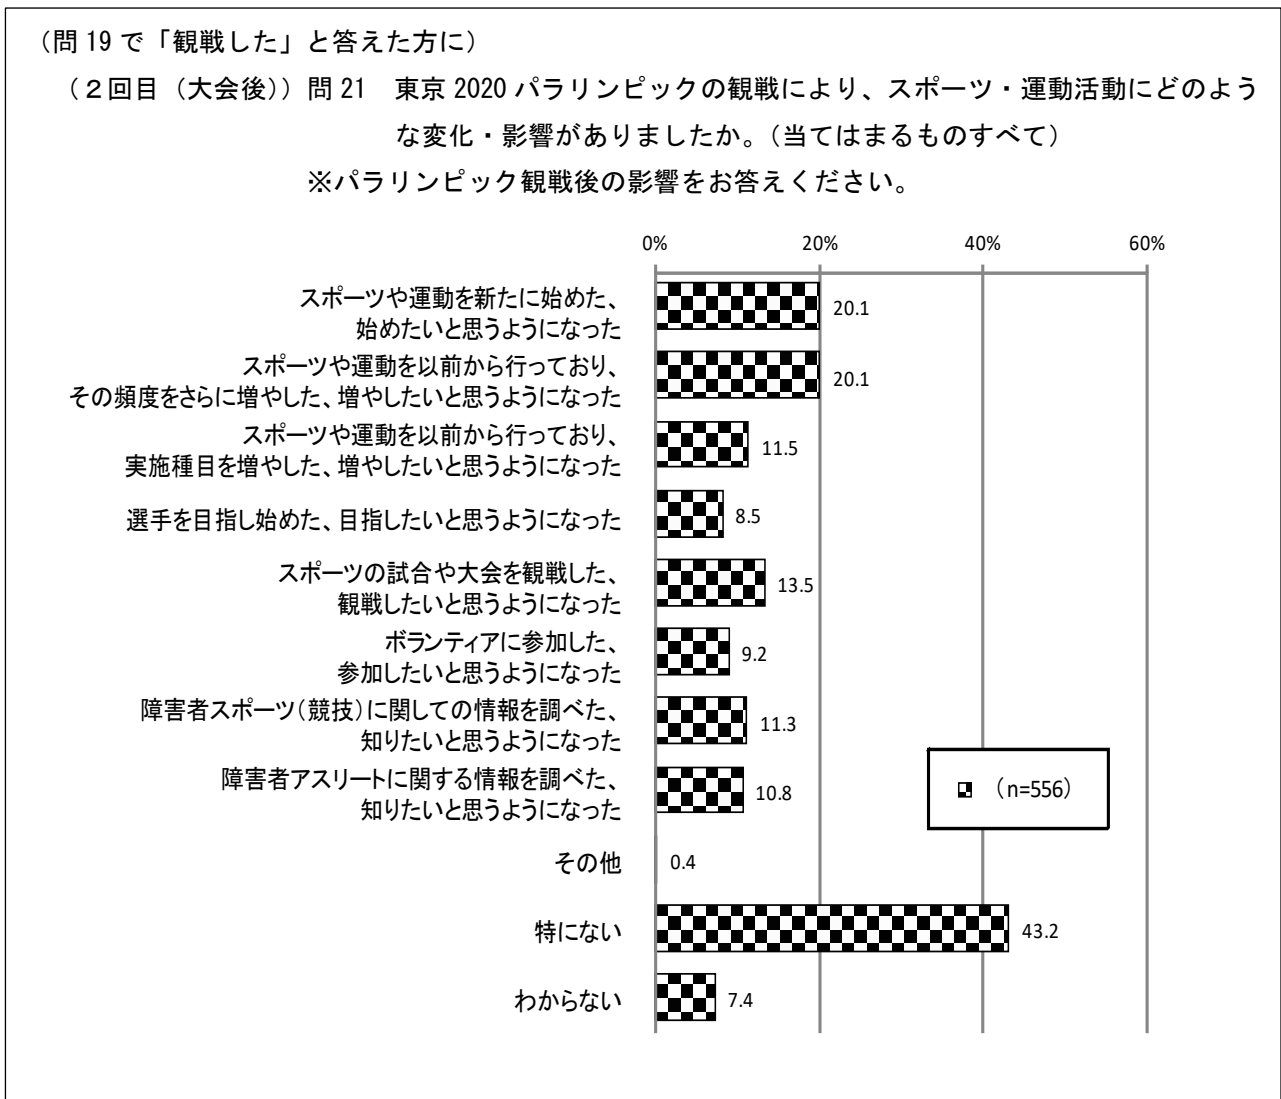 （問 19 で「観戦した」と答えた方に）
（２回目（大会後））問 21　東京 2020 パラリンピックの観戦により、スポーツ・運動活動にどのよう
な変化・影響がありましたか。（当てはまるものすべて）
※パラリンピック観戦後の影響をお答えください。
0% 20% 40% 60%
スポーツや運動を新たに始めた、
始めたいと思うようになった
20.1
スポーツや運動を以前から行っており、
その頻度をさらに増やした、増やしたいと思うようになった
20.1
スポーツや運動を以前から行っており、
実施種目を増やした、増やしたいと思うようになった
11.5
選手を目指し始めた、目指したいと思うようになった
8.5
スポーツの試合や大会を観戦した、
観戦したいと思うようになった
13.5
ボランティアに参加した、
参加したいと思うようになった
9.2
障害者スポーツ（競技）に関しての情報を調べた、
知りたいと思うようになった
11.3
障害者アスリートに関する情報を調べた、
知りたいと思うようになった
10.8
（n=556）
その他
0.4
特にない
43.2
わからない
7.4